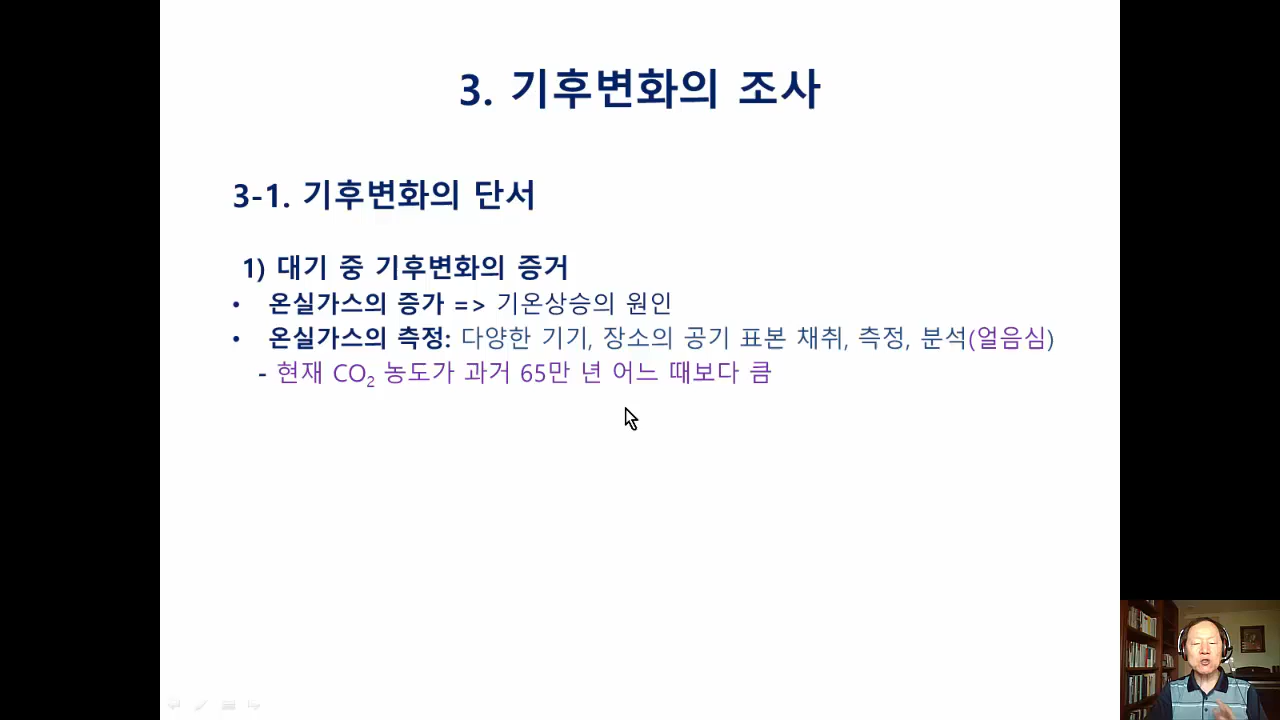 3. 기후변화의 조사
3-1. 기후변화의 단서
1) 대기 중 기후변화의 증거
• 온실가스의 증가 => 기온상승의 원인
• 온실가스의 측정: 다양한 기기, 장소의 공기 표본 채취, 측정, 분석(얼음심)
- 현재 CO₂ 농도가 과거 65만 년 어느 때보다 큼